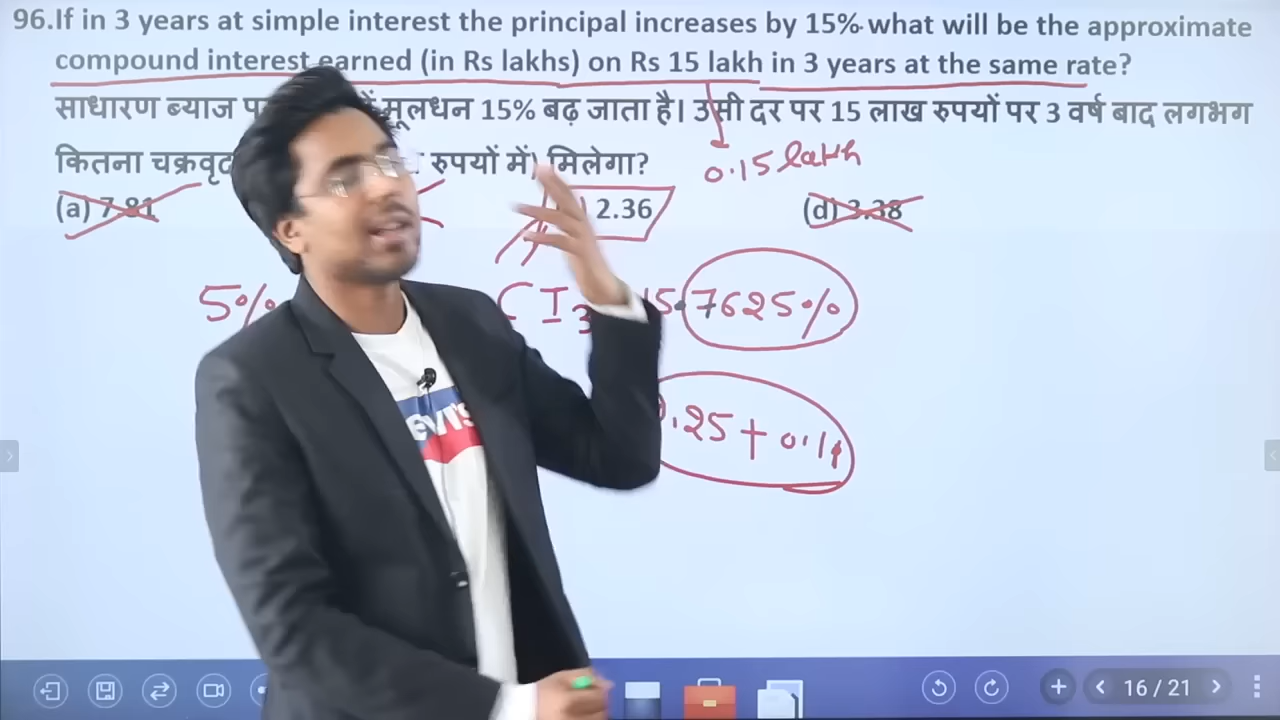 96.If in 3 years at simple interest the principal increases by 15% what will be the approximate
compound interest earned (in Rs lakhs) on Rs 15 lakh in 3 years at the same rate?
साधारण ब्याज मूलधन 15% बढ़ जाता है। उसी दर पर 15 लाख रुपयों पर 3 वर्ष बाद लगभग
कितना रुपयों में) मिलेगा?
0.15 lakh
(a) 7.81 2.36 (d) 3.38
5% CI3 15.7625%
.25 + 0.11
16 / 21